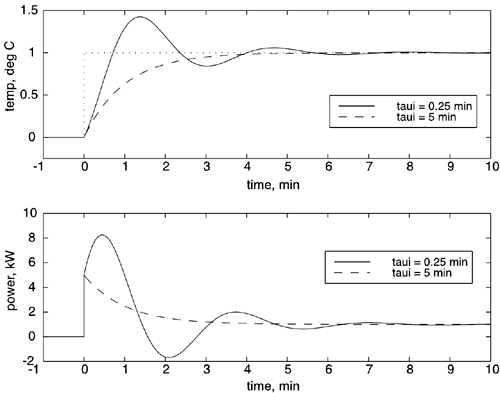 temp, deg C
1.5
1
0.5
0
taui = 0.25 min
taui = 5 min
-1 0 1 2 3 4 5 6 7 8 9 10
time, min
power, kW
10
8
6
4
2
0
-2
taui = 0.25 min
taui = 5 min
-1 0 1 2 3 4 5 6 7 8 9 10
time, min